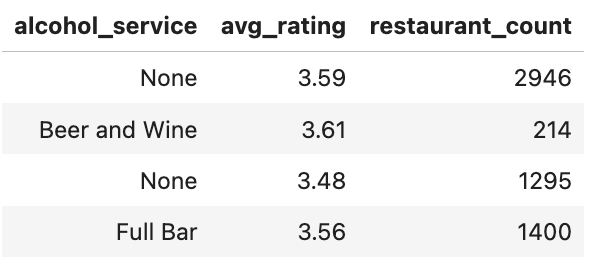 alcohol_service avg_rating restaurant_count
None 3.59 2946
Beer and Wine 3.61 214
None 3.48 1295
Full Bar 3.56 1400